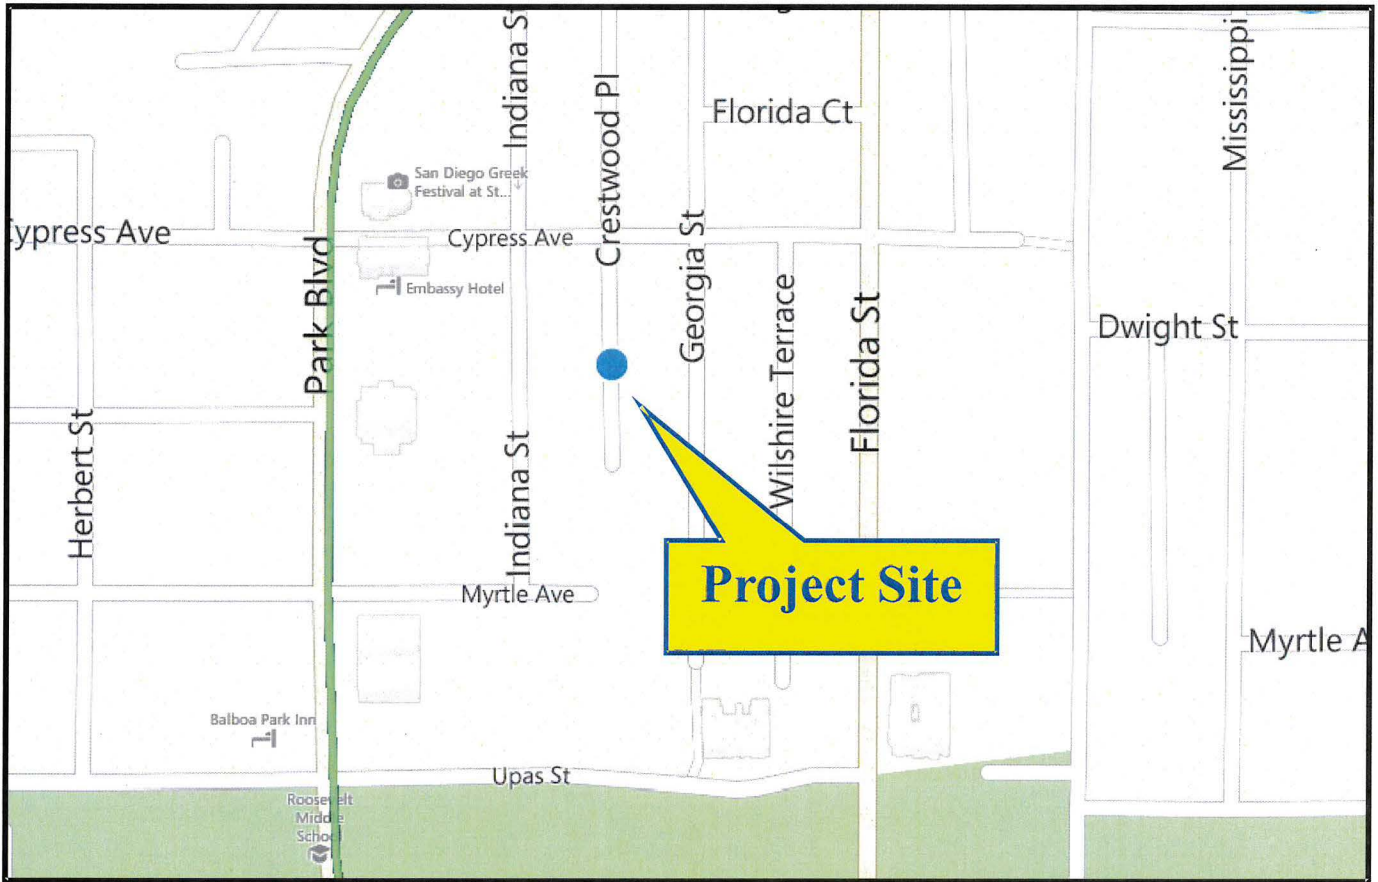 Indiana St
Crestwood Pl
Florida Ct
Mississippi
San Diego Greek
Festival at St...
ypress Ave
Cypress Ave
Park Blvd
Embassy Hotel
Georgia St
Wilshire Terrace
Florida St
Dwight St
Herbert St
Indiana St
Myrtle Ave
Project Site
Myrtle A
Balboa Park Inn
Upas St
Roosevelt
Middle
School